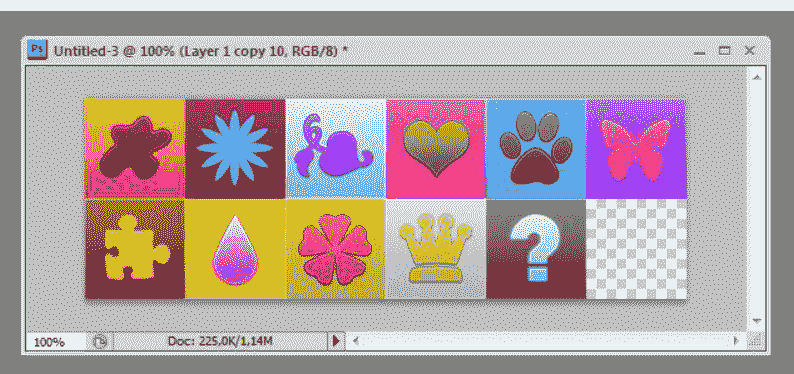 Ps Untitled-3 @ 100% (Layer 1 copy 10, RGB/8) *
?
100% Doc: 225.0K/1.14M